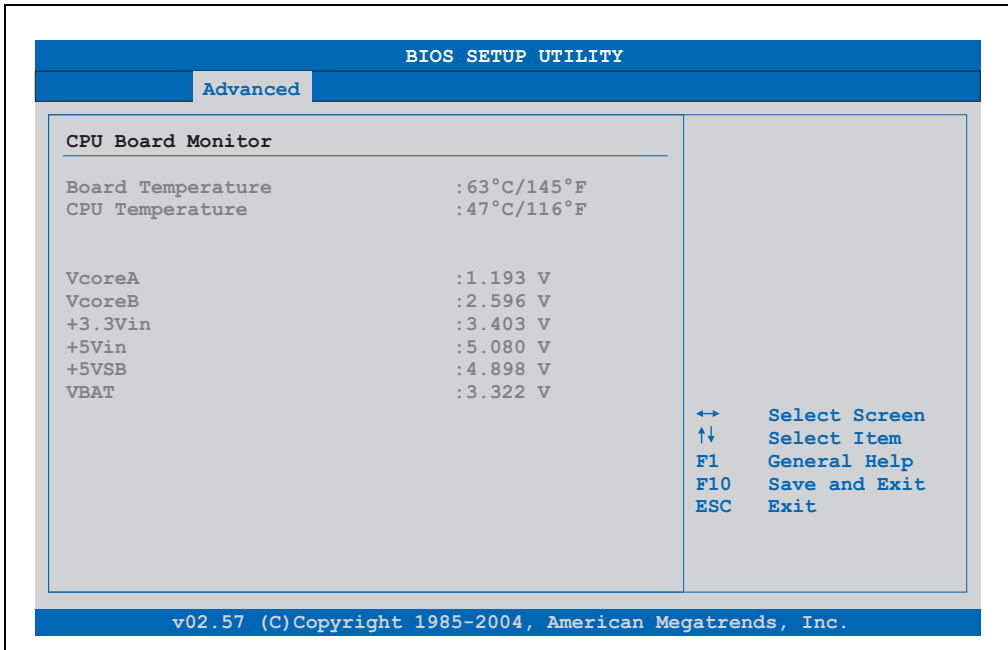 BIOS SETUP UTILITY
Advanced
CPU Board Monitor
Board Temperature :63°C/145°F
CPU Temperature :47°C/116°F
VcoreA :1.193 V
VcoreB :2.596 V
+3.3Vin :3.403 V
+5Vin :5.080 V
+5VSB :4.898 V
VBAT :3.322 V
↔ Select Screen
↑↓ Select Item
F1 General Help
F10 Save and Exit
ESC Exit
v02.57 (C)Copyright 1985-2004, American Megatrends, Inc.